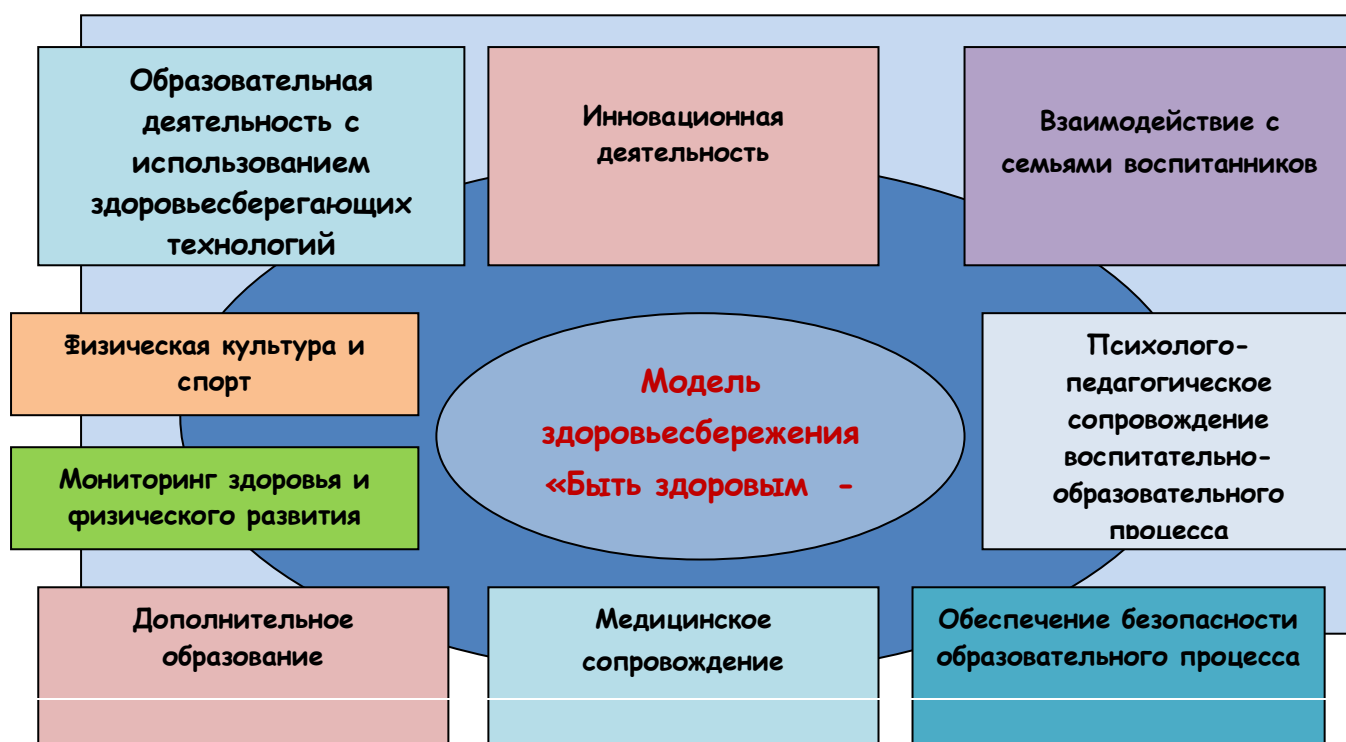 Образовательная
деятельность с
использованием
здоровьесберегающих
технологий
Инновационная
деятельность
Взаимодействие с
семьями воспитанников
Физическая культура и
спорт
Мониторинг здоровья и
физического развития
Модель
здоровьесбережения
«Быть здоровым -
Психолого-
педагогическое
сопровождение
воспитательно-
образовательного
процесса
Дополнительное
образование
Медицинское
сопровождение
Обеспечение безопасности
образовательного процесса